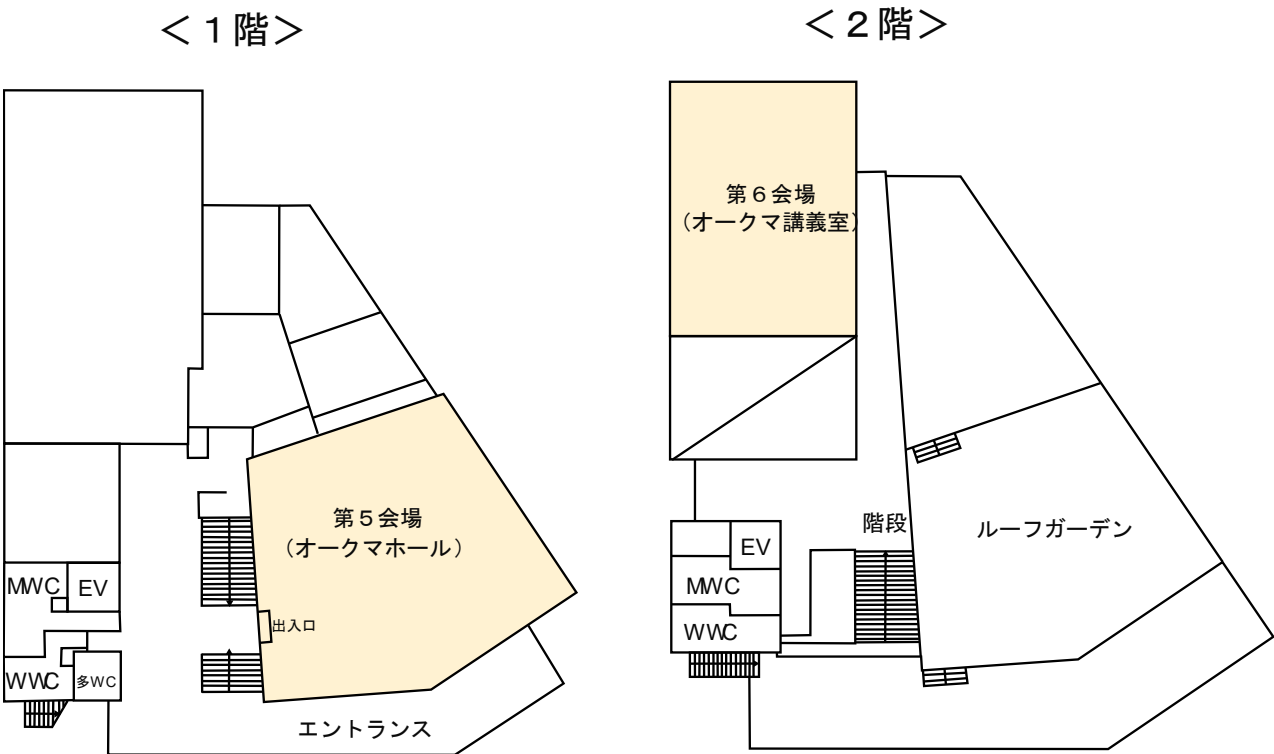 ＜１階＞
第５会場
（オークマホール）
MWC
EV
出入口
WWC
多WC
エントランス
＜２階＞
第６会場
（オークマ講義室）
階段
ルーフガーデン
EV
MWC
WWC